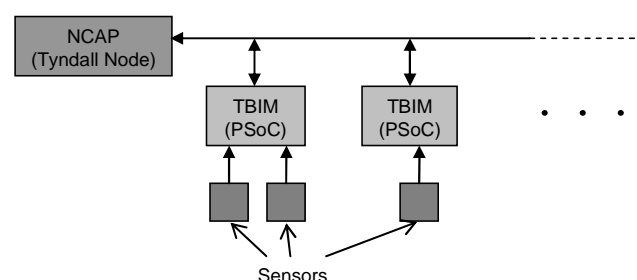 NCAP
(Tyndall Node)
TBIM
(PSoC)
TBIM
(PSoC)
Sensors